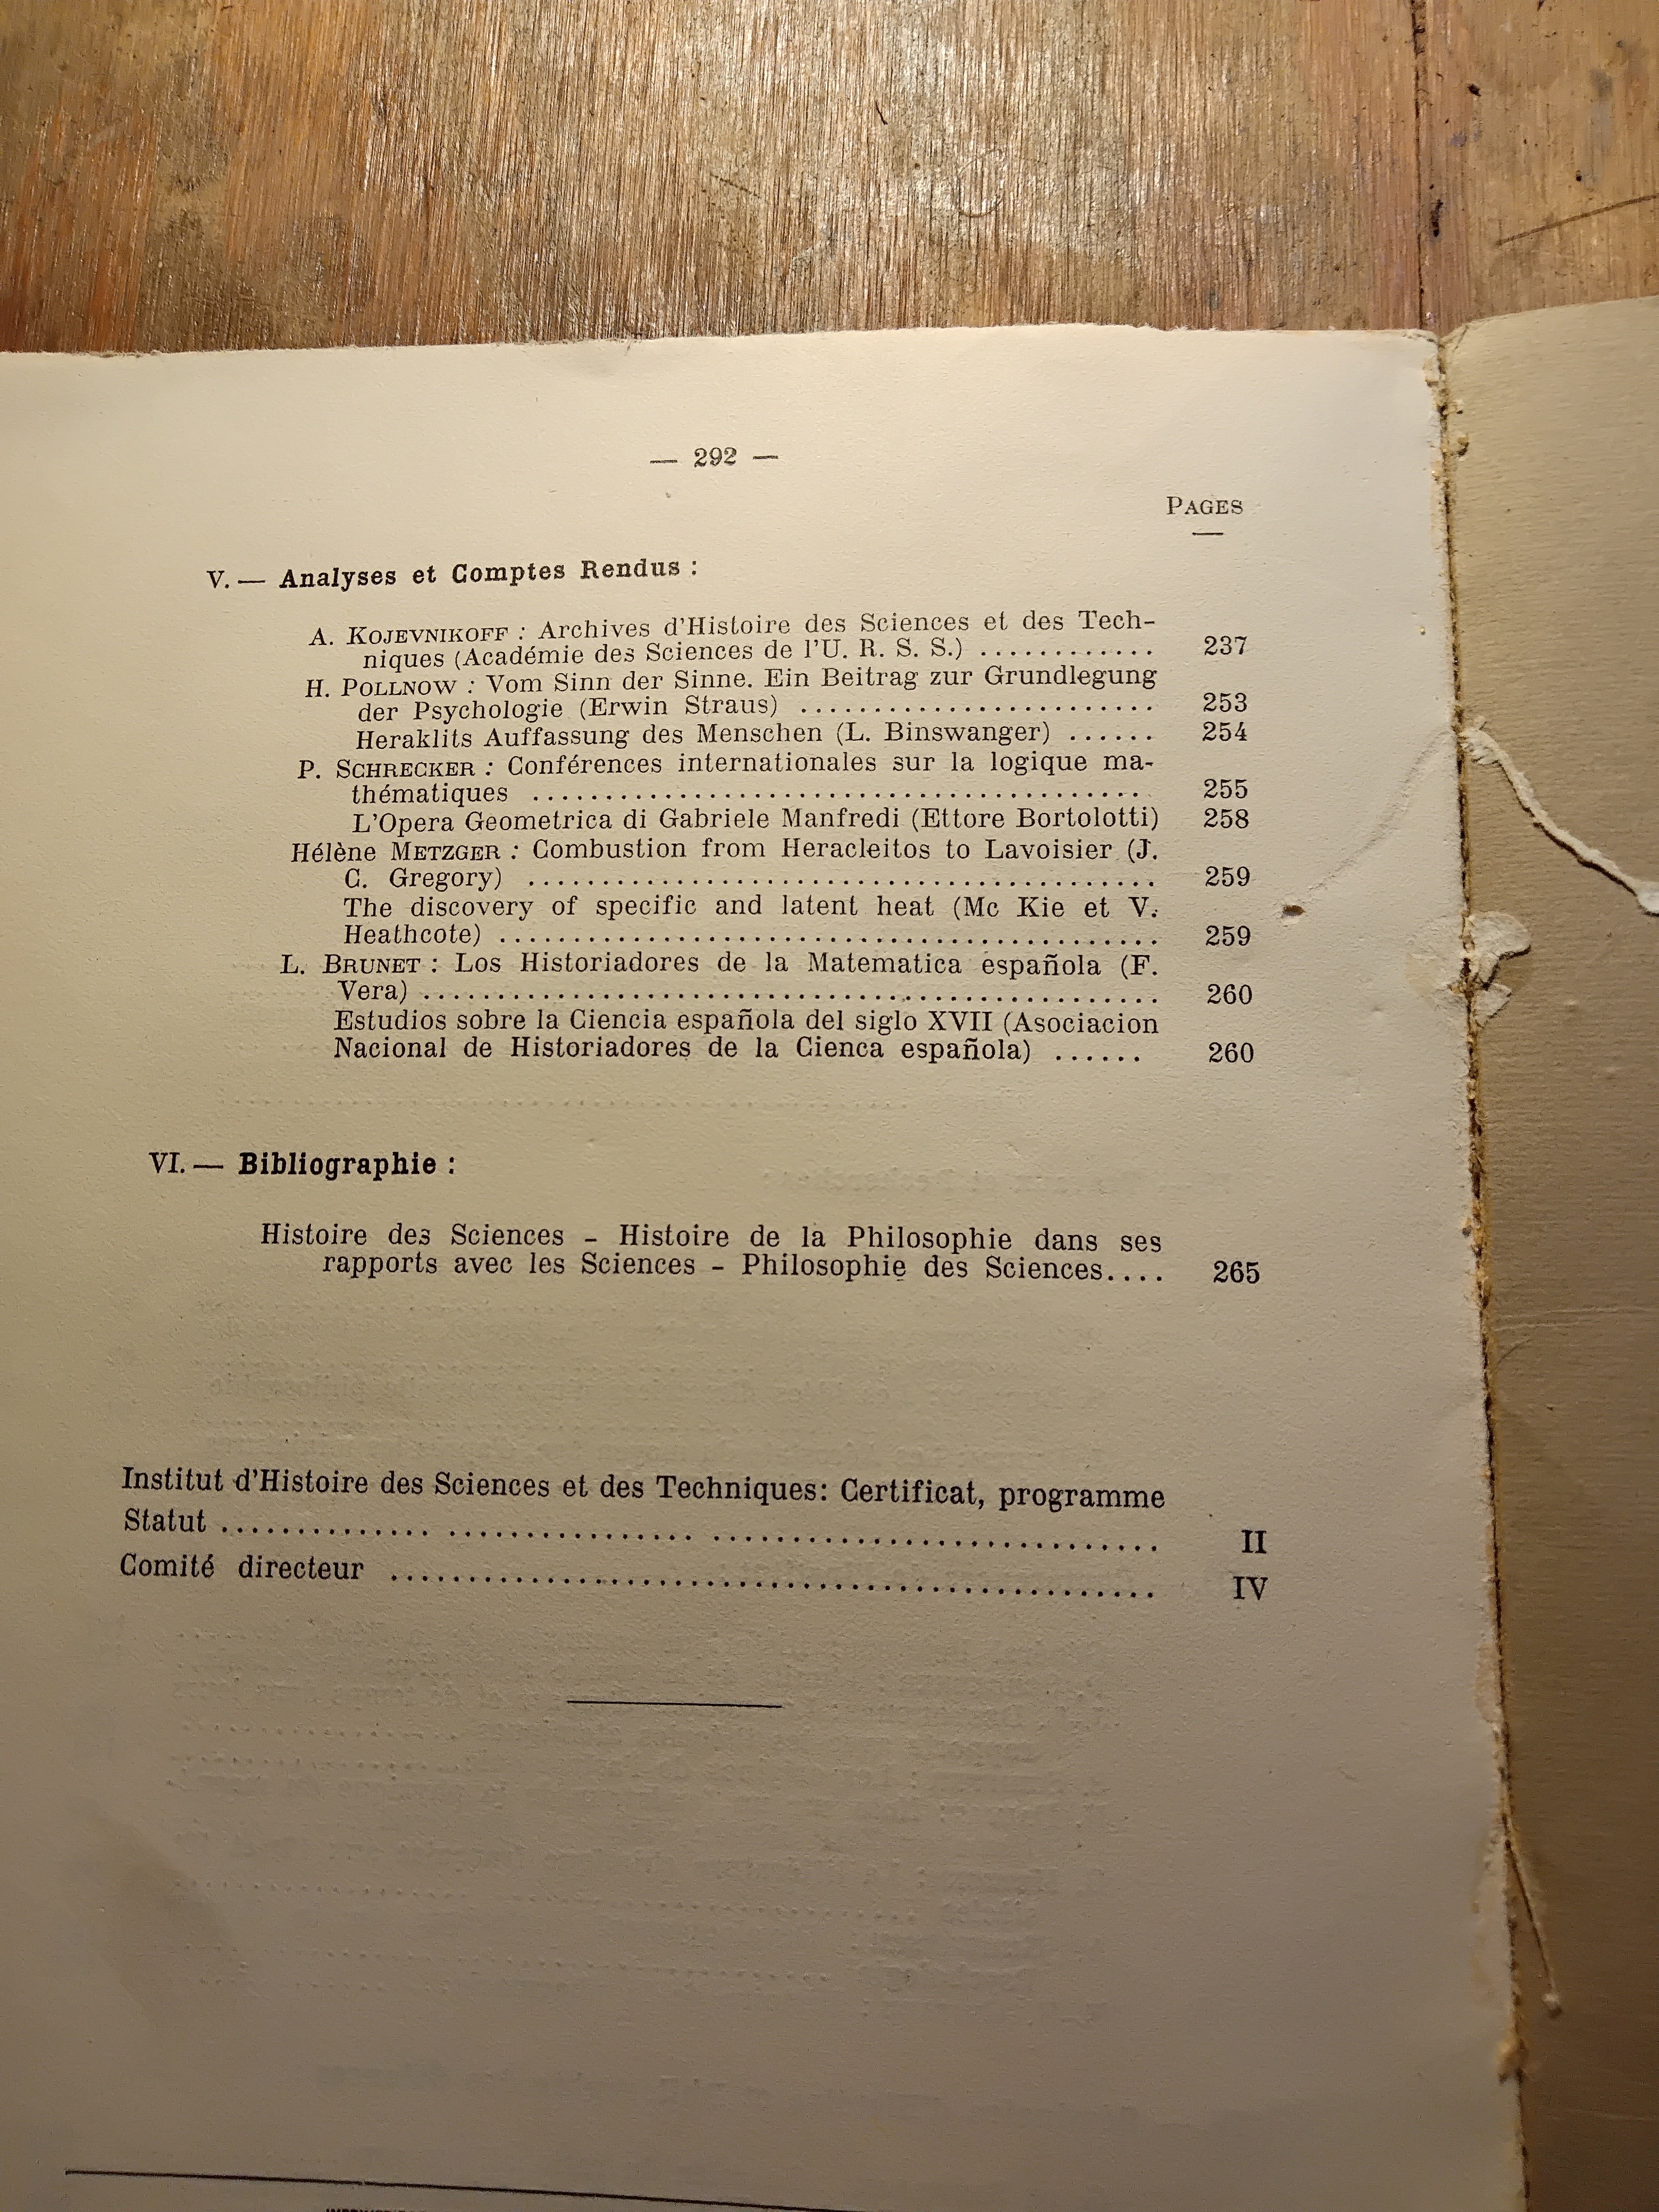 — 292 —
PAGES
V. — Analyses et Comptes Rendus :
A. KOJEVNIKOFF : Archives d'Histoire des Sciences et des Tech-
niques (Académie des Sciences de l'U. R. S. S.) ............ 237
H. POLLNOW : Vom Sinn der Sinne. Ein Beitrag zur Grundlegung
der Psychologie (Erwin Straus) ......................... 253
Heraklits Auffassung des Menschen (L. Binswanger) ...... 254
P. SCHRECKER : Conférences internationales sur la logique ma-
thématiques .......................................... 255
L'Opera Geometrica di Gabriele Manfredi (Ettore Bortolotti) 258
Hélène METZGER : Combustion from Heracleitos to Lavoisier (J.
C. Gregory) ........................................... 259
The discovery of specific and latent heat (Mc Kie et V.
Heathcote) ............................................. 259
L. BRUNET : Los Historiadores de la Matematica española (F.
Vera) .................................................. 260
Estudios sobre la Ciencia española del siglo XVII (Asociacion
Nacional de Historiadores de la Cienca española) ...... 260
VI. — Bibliographie :
Histoire des Sciences - Histoire de la Philosophie dans ses
rapports avec les Sciences - Philosophie des Sciences.... 265
Institut d'Histoire des Sciences et des Techniques: Certificat, programme
Statut .............. ................ .............................. II
Comité directeur ................................................... IV